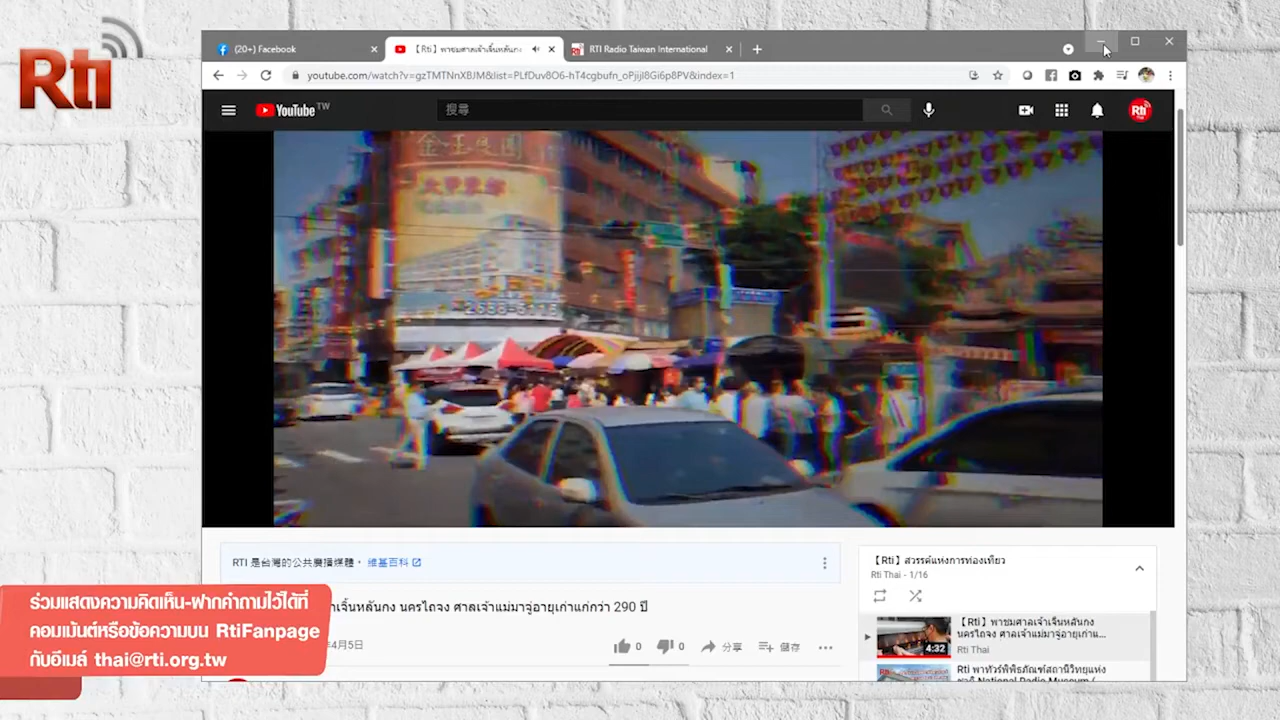 Rti
(20+) Facebook
【Rti】พาชมศาลเจ้าเจิ้นหลันกง
RTI Radio Taiwan International
youtube.com/watch?v=gzTMTNnXBJM&list=PLfDuv8O6-hT4cgbufn_oPjijI8Gi6p8PV&index=1
YouTube TW
搜尋
Rti
RTI 是台灣的公共廣播媒體。 維基百科
【Rti】สวรรค์แห่งการท่องเที่ยว
Rti Thai - 1/16
เจิ้นหลันกง นครไถจง ศาลเจ้าแม่มาจู่อายุเก่าแก่กว่า 290 ปี
年4月5日
0
0
分享
儲存
【Rti】พาชมศาลเจ้าเจิ้นหลันกง
นครไถจง ศาลเจ้าแม่มาจู่อายุเก่าแ...
Rti Thai
4:32
Rti พาทัวร์พิพิธภัณฑ์สถานีวิทยุแห่ง
ชาติ National Radio Museum (
ร่วมแสดงความคิดเห็น-ฝากคำถามไว้ได้ที่
คอมเม้นต์หรือข้อความบน RtiFanpage
กับอีเมล์ thai@rti.org.tw